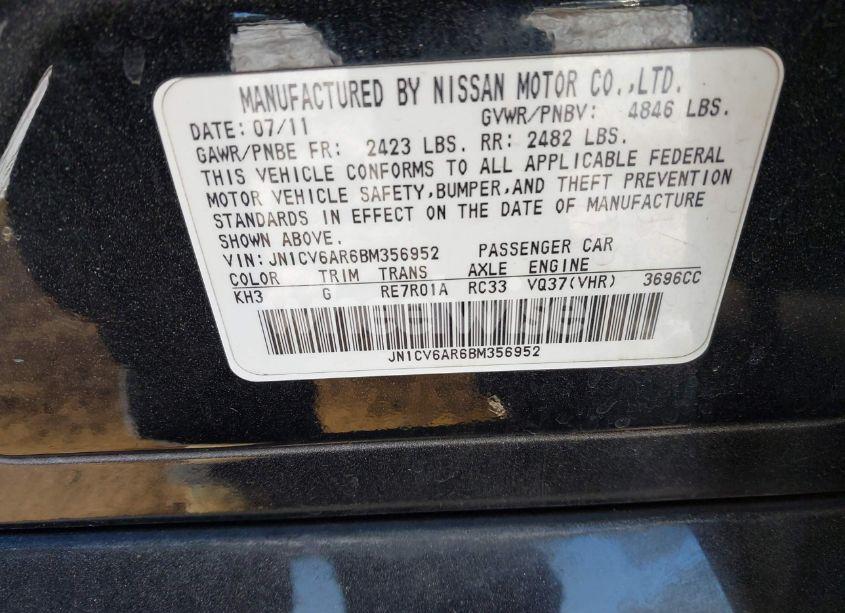 MANUFACTURED BY NISSAN MOTOR CO.,LTD.
DATE: 07/11 GVWR/PNBV: 4846 LBS.
GAWR/PNBE FR: 2423 LBS. RR: 2482 LBS.
THIS VEHICLE CONFORMS TO ALL APPLICABLE FEDERAL
MOTOR VEHICLE SAFETY,BUMPER,AND THEFT PREVENTION
STANDARDS IN EFFECT ON THE DATE OF MANUFACTURE
SHOWN ABOVE.
VIN: JN1CV6AR6BM356952 PASSENGER CAR
COLOR TRIM TRANS AXLE ENGINE
KH3 G RE7R01A RC33 VQ37(VHR) 3696CC
JN1CV6AR6BM356952